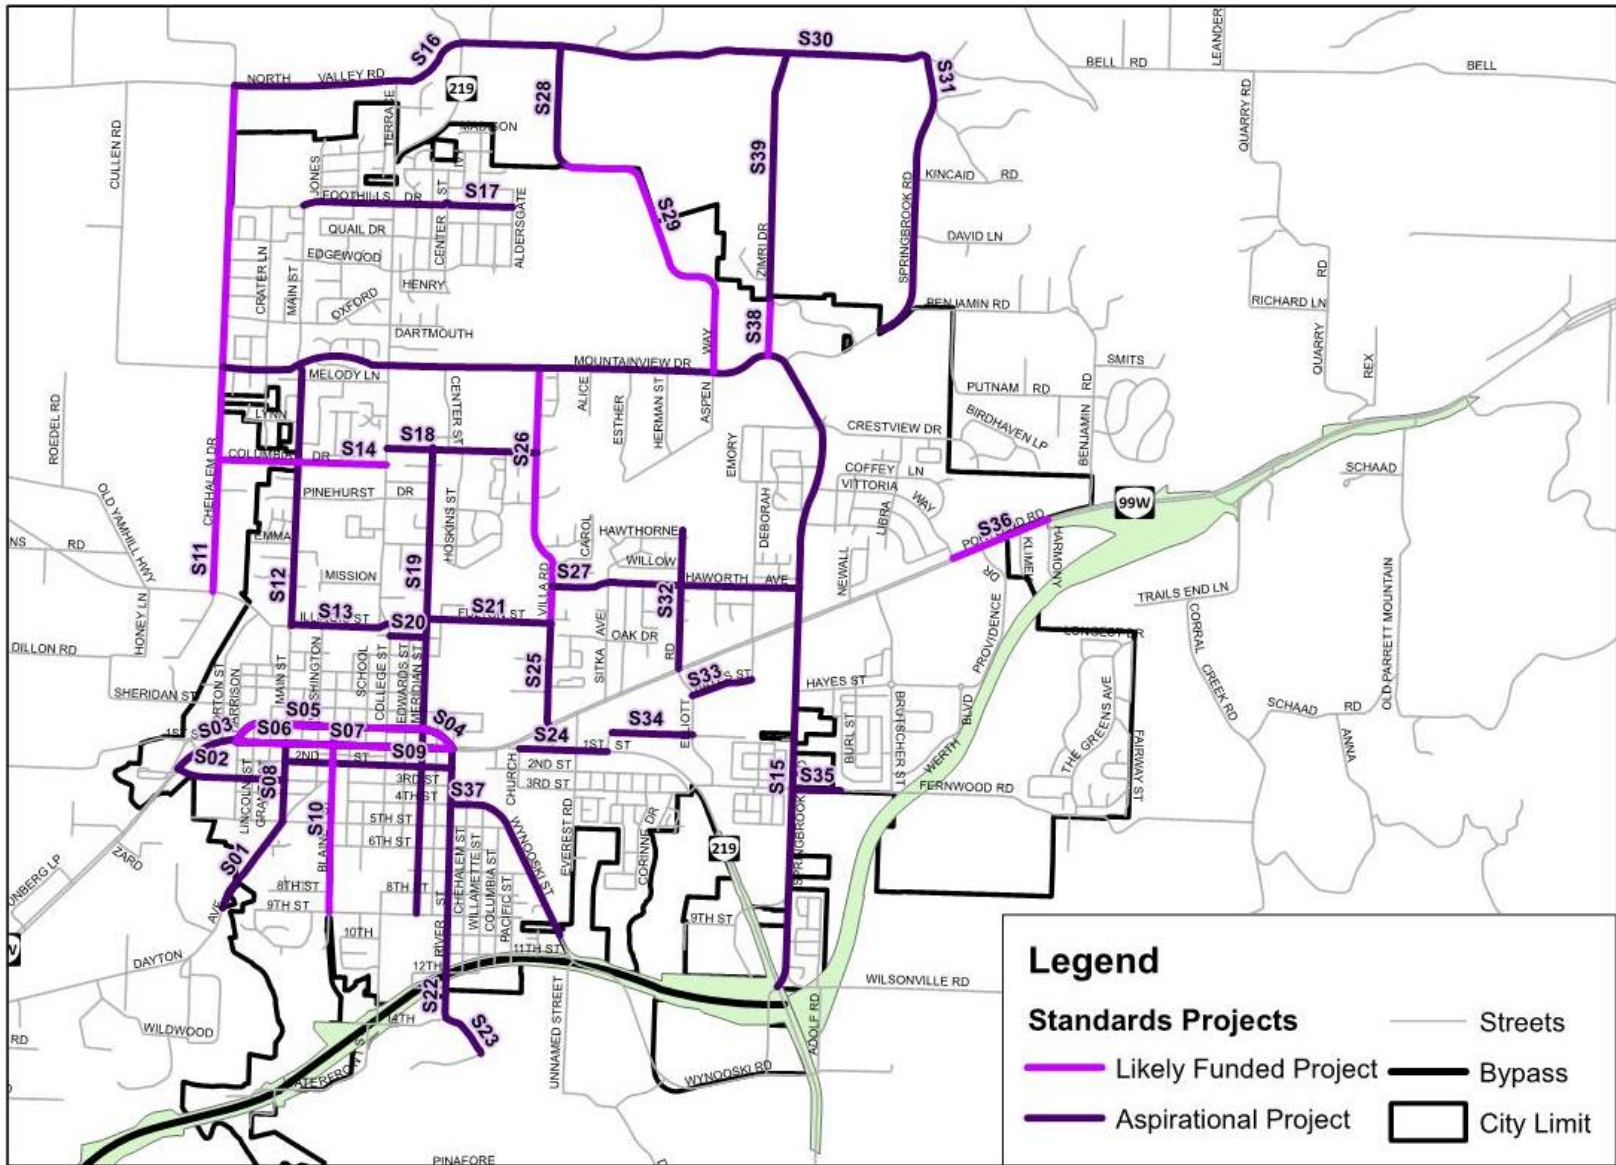 S16
S30
LEANDER
BELL RD
BELL
NORTH VALLEY RD
219
S28
S31
TERRACE
MADISON
QUARRY RD
CULLEN RD
JONES
S39
KINCAID RD
FOOTHILLS DR
ST
S17
ALDERSGATE
S29
SPRINGBROOK RD
QUAIL DR
CENTER
ZIMRI DR
DAVID LN
EDGEWOOD
CRATER LN
MAIN ST
HENRY
RD
OXFORD
BENJAMIN RD
RICHARD LN
S38
DARTMOUTH
WAY
QUARRY
REX
MOUNTAINVIEW DR
SMITS
MELODY LN
PUTNAM RD
BENJAMIN RD
ROEDEL RD
LYNN
CENTER ST
ALICE
ESTHER
HERMAN ST
ASPEN
BIRDHAVEN LP
S18
S26
CRESTVIEW DR
S14
COLUMBIA DR
CHEHALEM DR
EMORY
COFFEY LN
SCHAAD
VITTORIA WAY
LIBRA
PINEHURST DR
99W
OLD YAMHILL HWY
HOSKINS ST
DEBORAH
S36
EMMA
CAROL
HAWTHORNE
NS RD
S11
WILLOW
KLIMEK
HARMONY
S12
S19
MISSION
S27
HAWORTH AVE
NEWALL
DR
VILLA RD
S32
TRAILS END LN
OLD PARRETT MOUNTAIN
HONEY LN
S13
S21
FULTON ST
S20
SITKA AVE
OAK DR
PROVIDENCE
CORRAL CREEK RD
DILLON RD
RD
MAIN ST
SCHOOL
COLLEGE ST
EDWARDS ST
MERIDIAN ST
S25
S33
HAYES ST
SHERIDAN ST
HARRISON
SCHAAD RD
S05
S03
S06
S07
S04
S34
ELLIOTT
BURL ST
BRUTSCHER ST
BLVD
WERTH
THE GREENS AVE
FAIRWAY ST
ANNA
S09
S24
1ST ST
S02
2ND ST
2ND ST
S08
3RD ST
CHURCH
3RD ST
S15
S35
LINCOLN ST
4TH ST
S37
FERNWOOD RD
S10
5TH ST
6TH ST
WYNOOSKI ST
EVEREST RD
CORINNE DR
SPRINGBROOK
219
ZARD
S01
CHEHALEM ST
WILLAMETTE ST
COLUMBIA ST
PACIFIC ST
8TH ST
8TH ST
9TH ST
AVE
RIVER ST
9TH ST
10TH
11TH ST
DAYTON
12TH
WILSONVILLE RD
S22
14TH
S23
UNNAMED STREET
ADOLF RD
WILDWOOD
RD
WYNOOSKI RD
PINAFORE
Legend
Standards Projects
Streets
Likely Funded Project
Bypass
Aspirational Project
City Limit